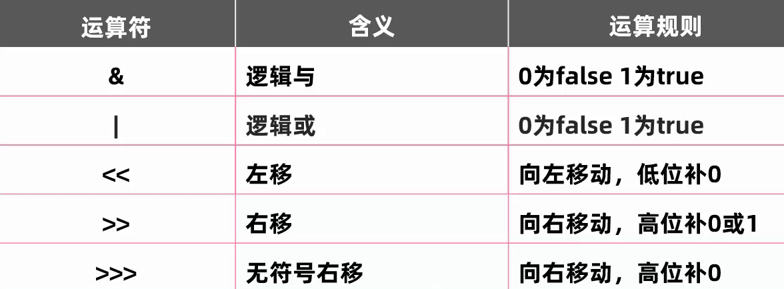 运算符 含义 运算规则
& 逻辑与 0为false 1为true
| 逻辑或 0为false 1为true
<< 左移 向左移动，低位补0
>> 右移 向右移动，高位补0或1
>>> 无符号右移 向右移动，高位补0